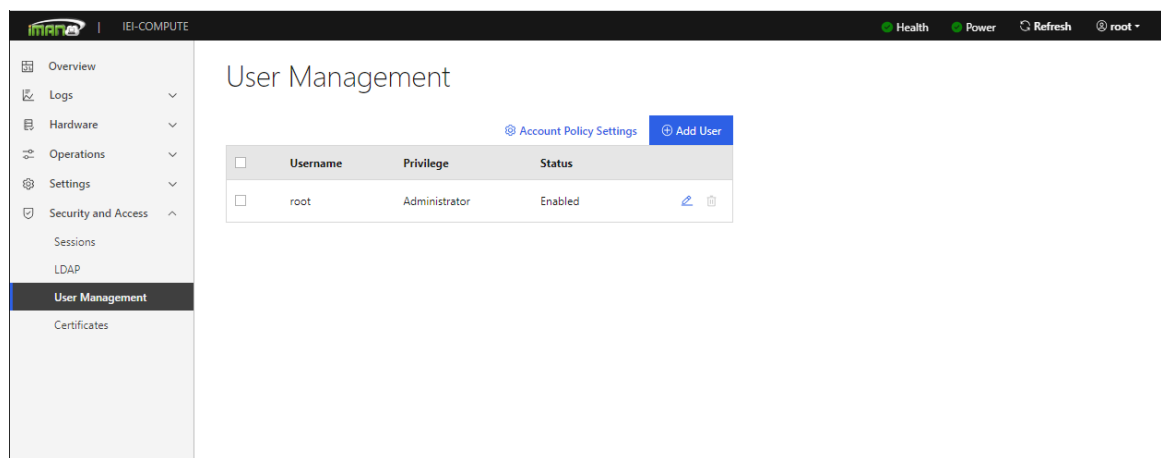 iMAN | IEI-COMPUTE Health Power Refresh root
Overview
Logs
Hardware
Operations
Settings
Security and Access
Sessions
LDAP
User Management
Certificates
User Management
Account Policy Settings Add User
Username Privilege Status
root Administrator Enabled